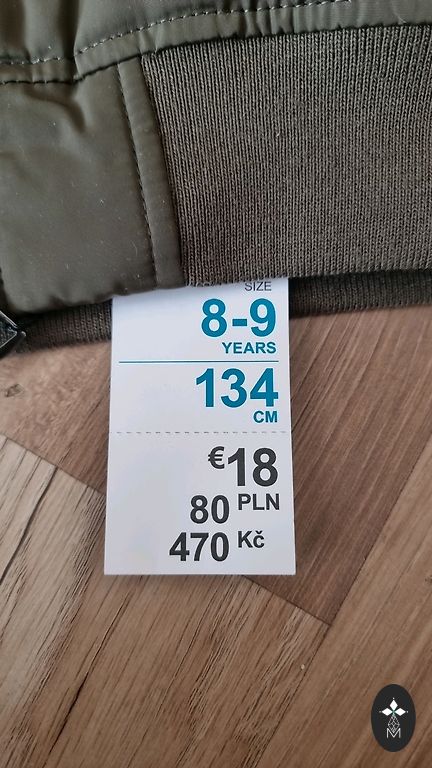 SIZE
8-9
YEARS
134
CM
€18
80 PLN
470 Kč